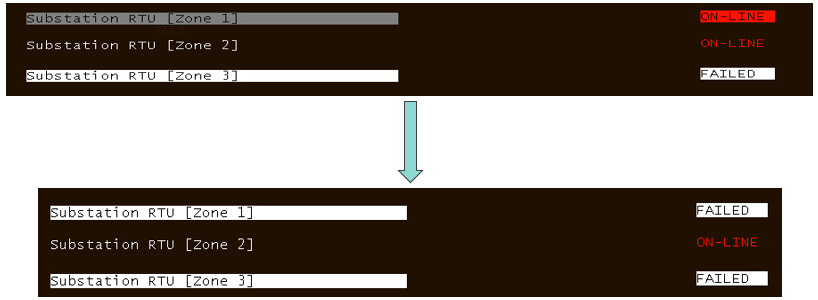 Substation RTU [Zone 1] ON-LINE
Substation RTU [Zone 2] ON-LINE
Substation RTU [Zone 3] FAILED
Substation RTU [Zone 1] FAILED
Substation RTU [Zone 2] ON-LINE
Substation RTU [Zone 3] FAILED